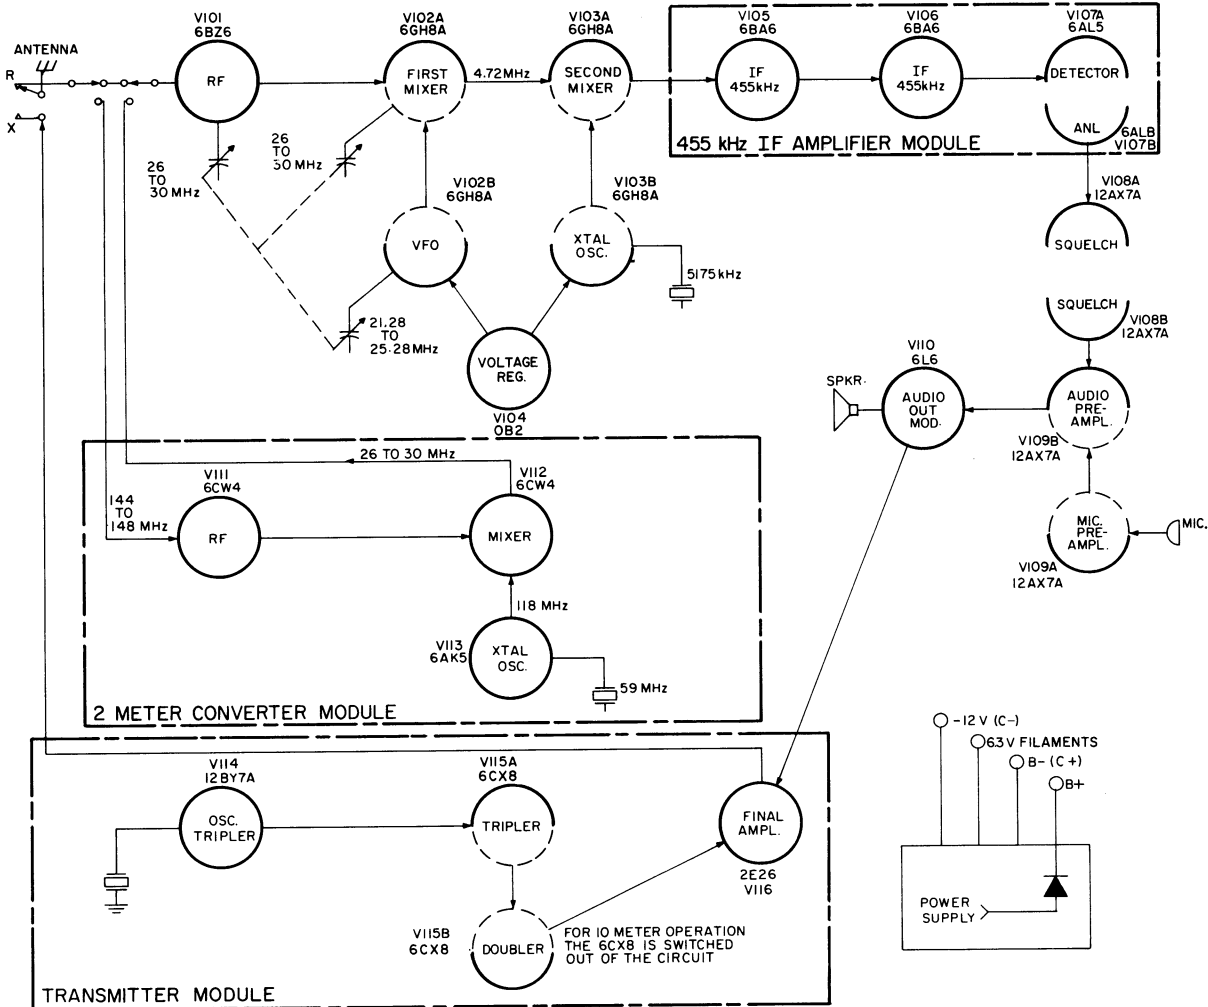 V101
6BZ6
V102A
6GH8A
V103A
6GH8A
V105
6BA6
V106
6BA6
V107A
6AL5
ANTENNA
R
X
RF
FIRST
MIXER
4.72MHz
SECOND
MIXER
IF
455kHz
IF
455kHz
DETECTOR
ANL
6ALB
V107B
455 kHz IF AMPLIFIER MODULE
26
TO
30 MHz
26
TO
30 MHz
V102B
6GH8A
V103B
6GH8A
VFO
XTAL
OSC.
5175kHz
V108A
12AX7A
SQUELCH
SQUELCH
V108B
12AX7A
21.28
TO
25.28MHz
VOLTAGE
REG.
V104
OB2
V110
6L6
SPKR.
AUDIO
OUT
MOD.
AUDIO
PRE-
AMPL.
V109B
12AX7A
MIC.
PRE-
AMPL.
MIC.
V109A
12AX7A
26 TO 30 MHz
V111
6CW4
V112
6CW4
144
TO
148 MHz
RF
MIXER
118 MHz
V113
6AK5
XTAL
OSC.
59 MHz
2 METER CONVERTER MODULE
V114
12BY7A
V115A
6CX8
OSC.
TRIPLER
TRIPLER
FINAL
AMPL.
2E26
V116
V115B
6CX8
DOUBLER
FOR 10 METER OPERATION
THE 6CX8 IS SWITCHED
OUT OF THE CIRCUIT
TRANSMITTER MODULE
-12 V (C-)
6.3V FILAMENTS
B- (C+)
B+
POWER
SUPPLY